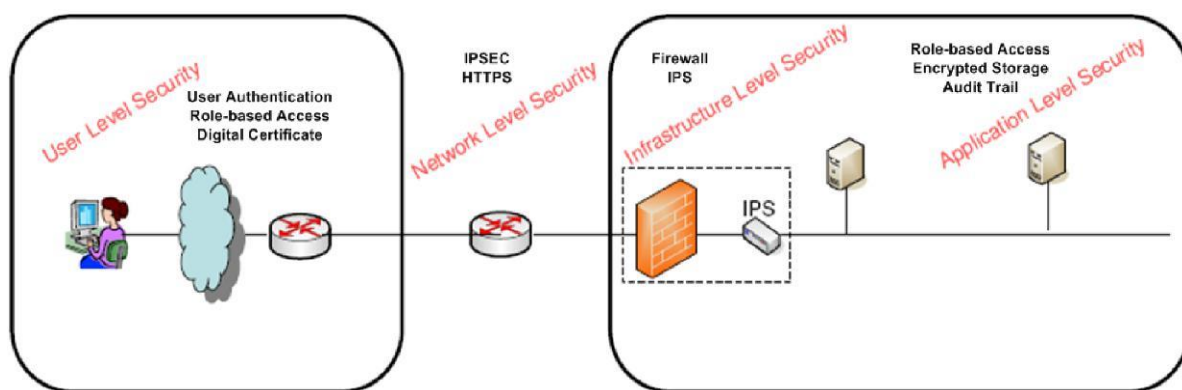 User Level Security
User Authentication
Role-based Access
Digital Certificate
IPSEC
HTTPS
Network Level Security
Firewall
IPS
Infrastructure Level Security
IPS
Role-based Access
Encrypted Storage
Audit Trail
Application Level Security